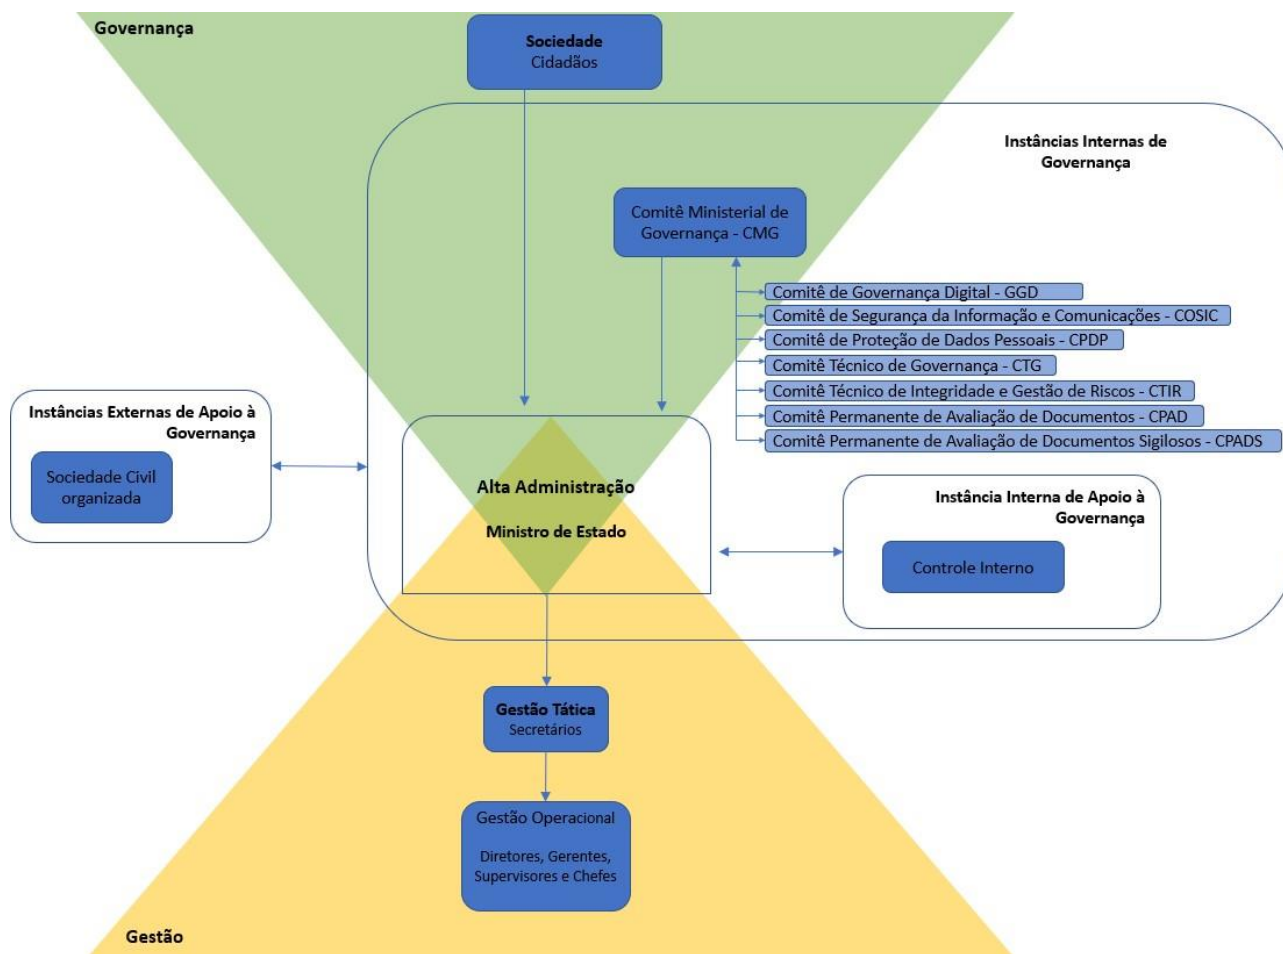 Governança
Sociedade
Cidadãos
Instâncias Internas de
Governança
Comitê Ministerial de
Governança - CMG
Comitê de Governança Digital - GGD
Comitê de Segurança da Informação e Comunicações - COSIC
Comitê de Proteção de Dados Pessoais - CPDP
Comitê Técnico de Governança - CTG
Comitê Técnico de Integridade e Gestão de Riscos - CTIR
Comitê Permanente de Avaliação de Documentos - CPAD
Comitê Permanente de Avaliação de Documentos Sigilosos - CPADS
Instâncias Externas de Apoio à
Governança
Sociedade Civil
organizada
Alta Administração
Ministro de Estado
Instância Interna de Apoio à
Governança
Controle Interno
Gestão Tática
Secretários
Gestão Operacional
Diretores, Gerentes,
Supervisores e Chefes
Gestão